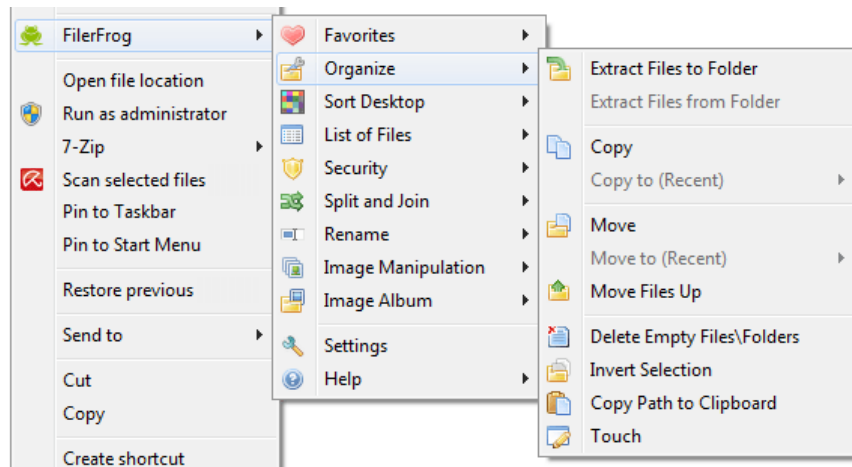 FilerFrog
Open file location
Run as administrator
7-Zip
Scan selected files
Pin to Taskbar
Pin to Start Menu
Restore previous
Send to
Cut
Copy
Create shortcut
Favorites
Organize
Sort Desktop
List of Files
Security
Split and Join
Rename
Image Manipulation
Image Album
Settings
Help
Extract Files to Folder
Extract Files from Folder
Copy
Copy to (Recent)
Move
Move to (Recent)
Move Files Up
Delete Empty Files\Folders
Invert Selection
Copy Path to Clipboard
Touch